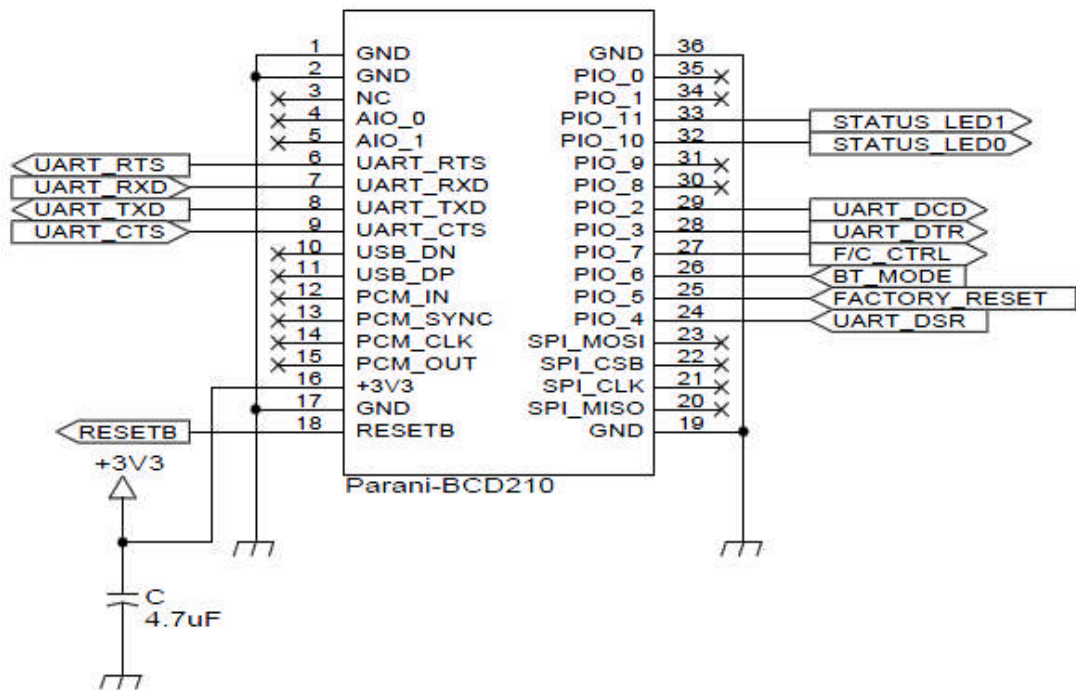 1 GND
2 GND
3 NC
4 AIO_0
5 AIO_1
UART_RTS 6 UART_RTS
UART_RXD 7 UART_RXD
UART_TXD 8 UART_TXD
UART_CTS 9 UART_CTS
10 USB_DN
11 USB_DP
12 PCM_IN
13 PCM_SYNC
14 PCM_CLK
15 PCM_OUT
16 +3V3
17 GND
RESETB 18 RESETB
GND 36
PIO_0 35
PIO_1 34
PIO_11 33 STATUS_LED1
PIO_10 32 STATUS_LED0
PIO_9 31
PIO_8 30
PIO_2 29 UART_DCD
PIO_3 28 UART_DTR
PIO_7 27 F/C_CTRL
PIO_6 26 BT_MODE
PIO_5 25 FACTORY_RESET
PIO_4 24 UART_DSR
SPI_MOSI 23
SPI_CSB 22
SPI_CLK 21
SPI_MISO 20
GND 19
Parani-BCD210
+3V3
C
4.7uF